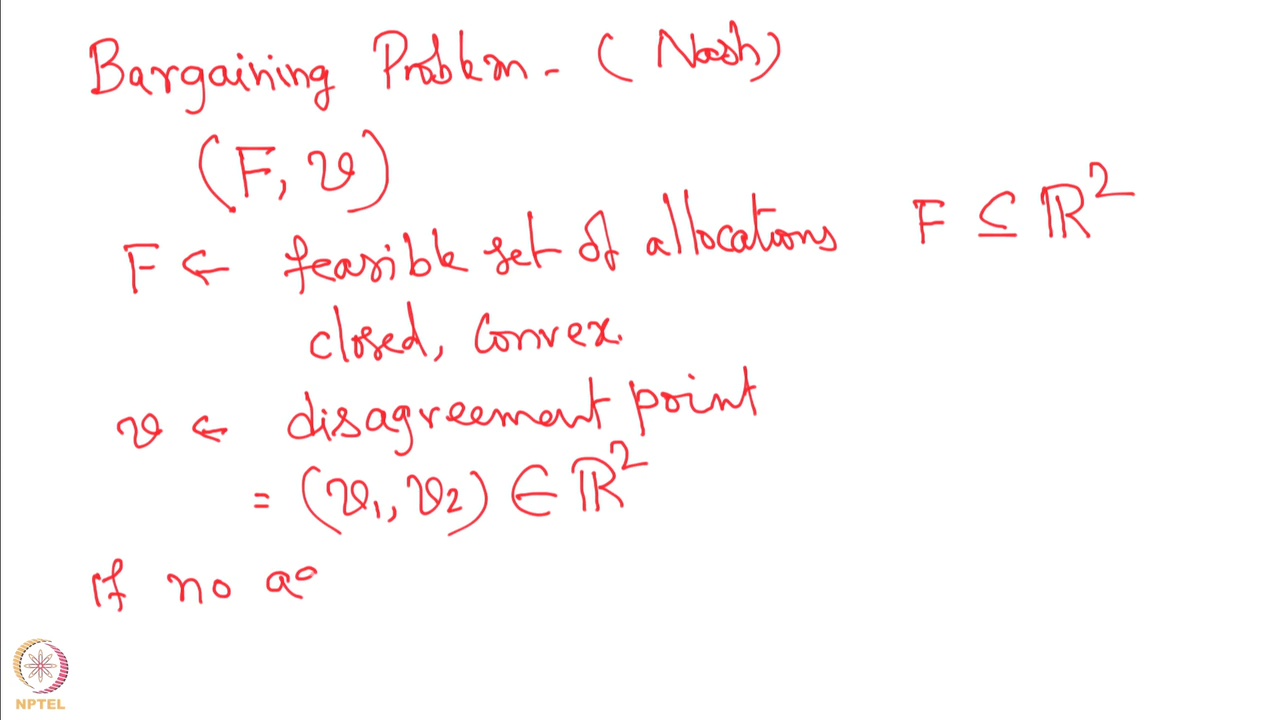 Bargaining Problem - (Nash)
(F, v)
F ← feasible set of allocations F ⊆ ℝ²
closed, convex.
v ← disagreement point
= (v₁, v₂) ∈ ℝ²
If no
NPTEL